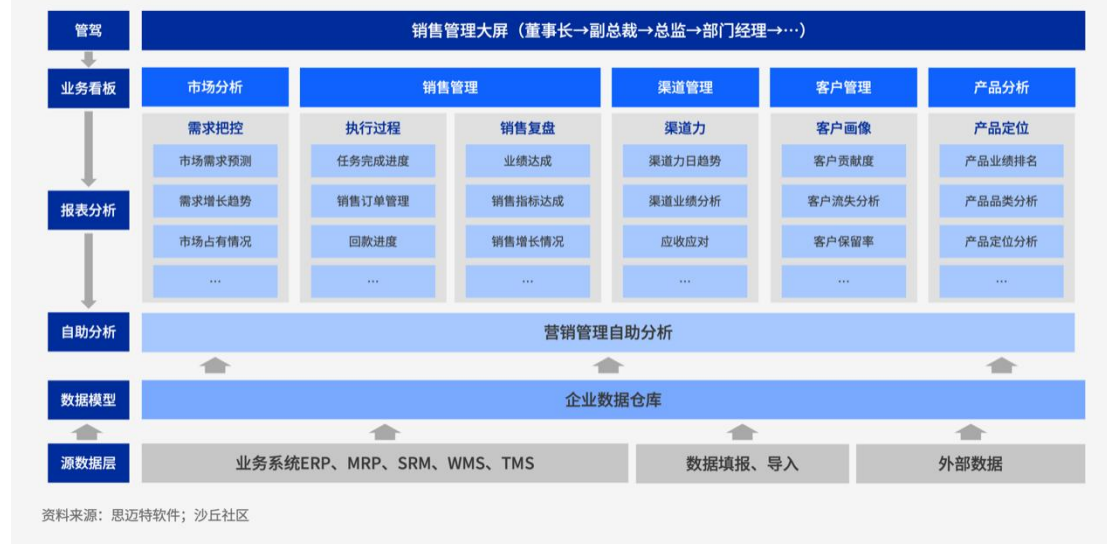 管驾
销售管理大屏（董事长→副总裁→总监→部门经理→…）
业务看板
市场分析
销售管理
渠道管理
客户管理
产品分析
需求把控
执行过程
销售复盘
渠道力
客户画像
产品定位
市场需求预测
任务完成进度
业绩达成
渠道力日趋势
客户贡献度
产品业绩排名
报表分析
需求增长趋势
销售订单管理
销售指标达成
渠道业绩分析
客户流失分析
产品品类分析
市场占有情况
回款进度
销售增长情况
应收应对
客户保留率
产品定位分析
…
…
…
…
…
…
自助分析
营销管理自助分析
数据模型
企业数据仓库
源数据层
业务系统ERP、MRP、SRM、WMS、TMS
数据填报、导入
外部数据
资料来源：思迈特软件；沙丘社区